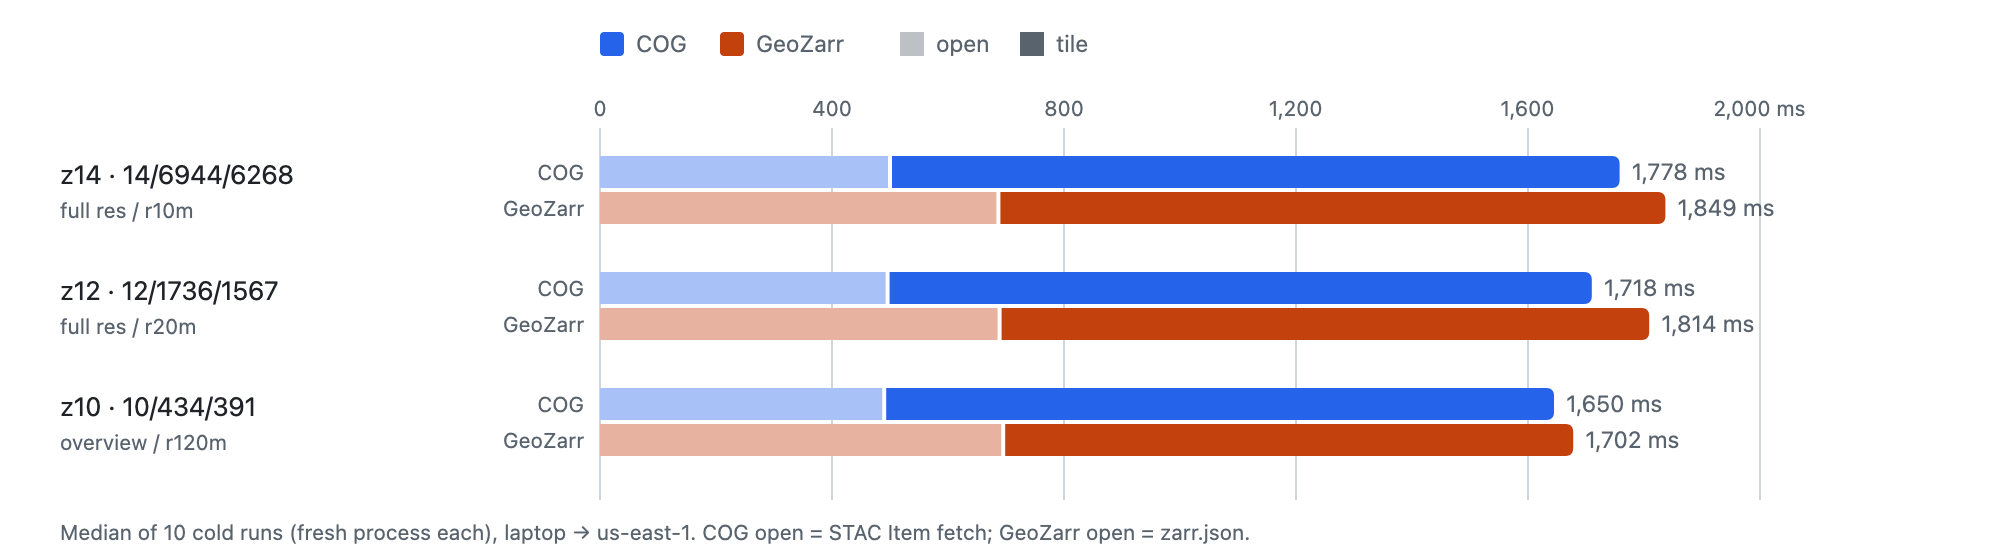 COG GeoZarr open tile
0 400 800 1,200 1,600 2,000 ms
z14 · 14/6944/6268
full res / r10m
COG 1,778 ms
GeoZarr 1,849 ms
z12 · 12/1736/1567
full res / r20m
COG 1,718 ms
GeoZarr 1,814 ms
z10 · 10/434/391
overview / r120m
COG 1,650 ms
GeoZarr 1,702 ms
Median of 10 cold runs (fresh process each), laptop → us-east-1. COG open = STAC Item fetch; GeoZarr open = zarr.json.